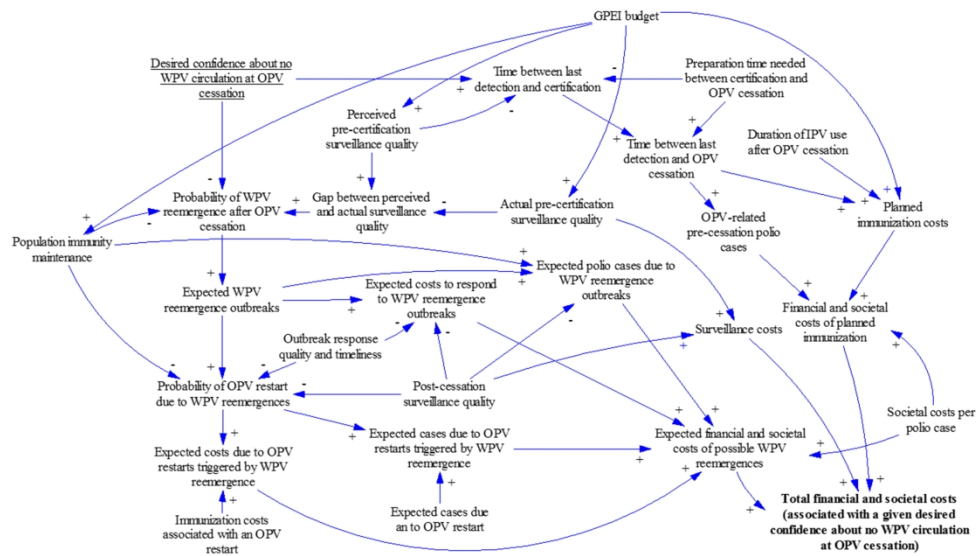 GPEI budget
Desired confidence about no
WPV circulation at OPV
cessation
Time between last
detection and certification
Preparation time needed
between certification and
OPV cessation
Perceived
pre-certification
surveillance quality
Time between last
detection and OPV
cessation
Duration of IPV use
after OPV cessation
Probability of WPV
reemergence after OPV
cessation
Gap between perceived
and actual surveillance
quality
Actual pre-certification
surveillance quality
OPV-related
pre-cessation polio
cases
Planned
immunization costs
Population immunity
maintenance
Expected WPV
reemergence outbreaks
Expected costs to respond
to WPV reemergence
outbreaks
Expected polio cases due to
WPV reemergence
outbreaks
Surveillance costs
Financial and societal
costs of planned
immunization
Outbreak response
quality and timeliness
Probability of OPV restart
due to WPV reemergences
Post-cessation
surveillance quality
Societal costs per
polio case
Expected costs due to OPV
restarts triggered by WPV
reemergence
Expected cases due to OPV
restarts triggered by WPV
reemergence
Expected financial and societal
costs of possible WPV
reemergences
Immunization costs
associated with an OPV
restart
Expected cases due
an to OPV restart
Total financial and societal costs
(associated with a given desired
confidence about no WPV circulation
at OPV cessation)